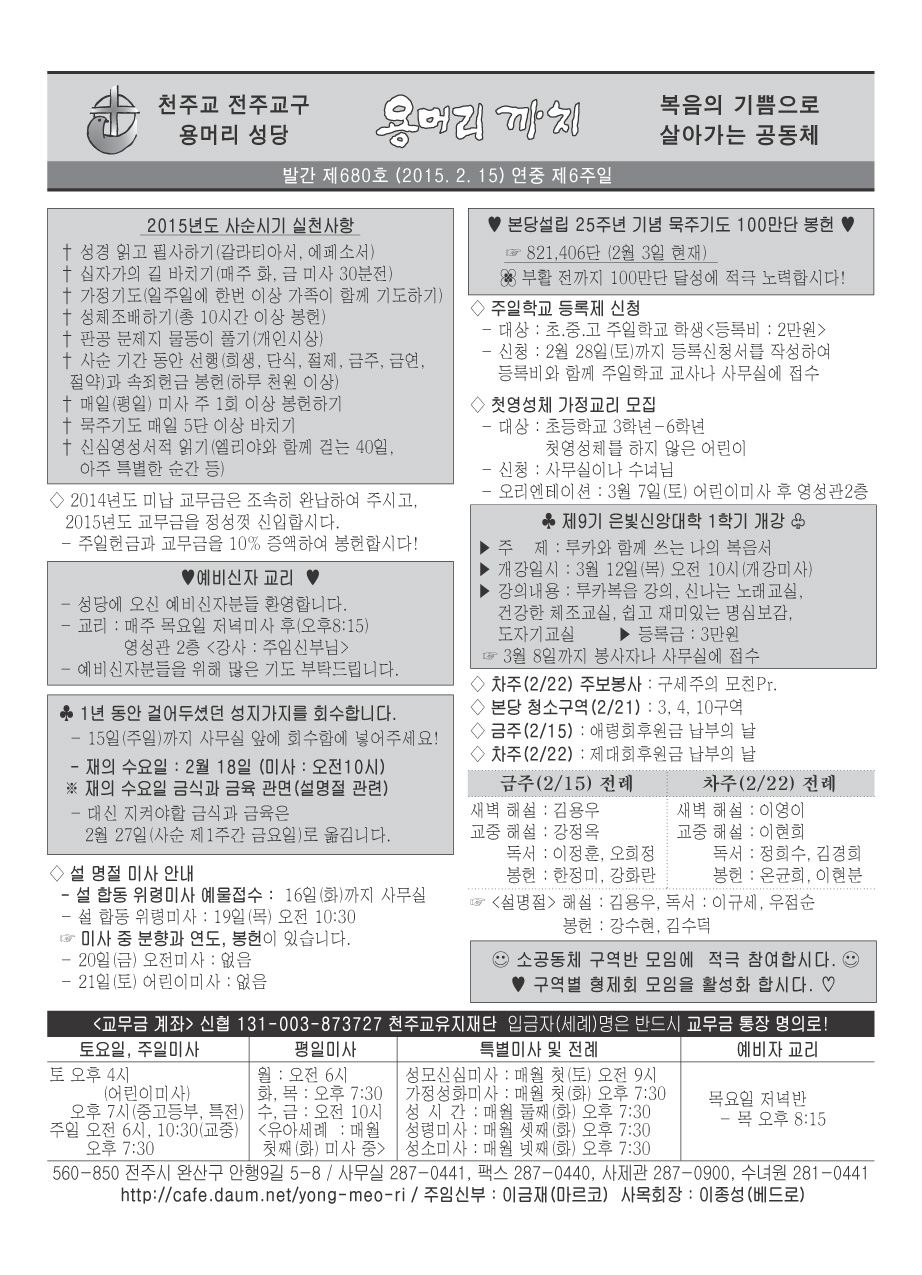 천주교 전주교구
용머리 성당
용머리 까치
복음의 기쁨으로
살아가는 공동체
발간 제680호 (2015. 2. 15) 연중 제6주일
2015년도 사순시기 실천사항
† 성경 읽고 필사하기(갈라티아서, 에페소서)
† 십자가의 길 바치기(매주 화, 금 미사 30분전)
† 가정기도(일주일에 한번 이상 가족이 함께 기도하기)
† 성체조배하기(총 10시간 이상 봉헌)
† 판공 문제지 물동이 풀기(개인시상)
† 사순 기간 동안 선행(희생, 단식, 절제, 금주, 금연,
절약)과 속죄헌금 봉헌(하루 천원 이상)
† 매일(평일) 미사 주 1회 이상 봉헌하기
† 묵주기도 매일 5단 이상 바치기
† 신심영성서적 읽기(엘리야와 함께 걷는 40일,
아주 특별한 순간 등)
◇ 2014년도 미납 교무금은 조속히 완납하여 주시고,
2015년도 교무금을 정성껏 신입합시다.
- 주일헌금과 교무금을 10% 증액하여 봉헌합시다!
♥예비신자 교리 ♥
- 성당에 오신 예비신자분들 환영합니다.
- 교리 : 매주 목요일 저녁미사 후(오후8:15)
영성관 2층 <강사 : 주임신부님>
- 예비신자분들을 위해 많은 기도 부탁드립니다.
♣ 1년 동안 걸어두셨던 성지가지를 회수합니다.
- 15일(주일)까지 사무실 앞에 회수함에 넣어주세요!
- 재의 수요일 : 2월 18일 (미사 : 오전10시)
※ 재의 수요일 금식과 금육 관면(설명절 관련)
- 대신 지켜야할 금식과 금육은
2월 27일(사순 제1주간 금요일)로 옮김니다.
◇ 설 명절 미사 안내
- 설 합동 위령미사 예물접수 : 16일(화)까지 사무실
- 설 합동 위령미사 : 19일(목) 오전 10:30
☞ 미사 중 분향과 연도, 봉헌이 있습니다.
- 20일(금) 오전미사 : 없음
- 21일(토) 어린이미사 : 없음
♥ 본당설립 25주년 기념 묵주기도 100만단 봉헌 ♥
☞ 821,406단 (2월 3일 현재)
부활 전까지 100만단 달성에 적극 노력합시다!
◇ 주일학교 등록제 신청
- 대상 : 초.중.고 주일학교 학생<등록비 : 2만원>
- 신청 : 2월 28일(토)까지 등록신청서를 작성하여
등록비와 함께 주일학교 교사나 사무실에 접수
◇ 첫영성체 가정교리 모집
- 대상 : 초등학교 3학년-6학년
첫영성체를 하지 않은 어린이
- 신청 : 사무실이나 수녀님
- 오리엔테이션 : 3월 7일(토) 어린이미사 후 영성관2층
♣ 제9기 은빛신앙대학 1학기 개강 ♧
▶ 주 제 : 루카와 함께 쓰는 나의 복음서
▶ 개강일시 : 3월 12일(목) 오전 10시(개강미사)
▶ 강의내용 : 루카복음 강의, 신나는 노래교실,
건강한 체조교실, 쉽고 재미있는 명심보감,
도자기교실 ▶ 등록금 : 3만원
☞ 3월 8일까지 봉사자나 사무실에 접수
◇ 차주(2/22) 주보봉사 : 구세주의 모친Pr.
◇ 본당 청소구역(2/21) : 3, 4, 10구역
◇ 금주(2/15) : 애령회후원금 납부의 날
◇ 차주(2/22) : 제대회후원금 납부의 날
금주(2/15) 전례
새벽 해설 : 김용우
교중 해설 : 강정옥
독서 : 이정훈, 오희정
봉헌 : 한정미, 강화란
차주(2/22) 전례
새벽 해설 : 이영이
교중 해설 : 이현희
독서 : 정희수, 김경희
봉헌 : 온균희, 이현분
☞ <설명절> 해설 : 김용우, 독서 : 이규세, 우점순
봉헌 : 강수현, 김수덕
☺ 소공동체 구역반 모임에 적극 참여합시다. ☺
♥ 구역별 형제회 모임을 활성화 합시다. ♡
<교무금 계좌> 신협 131-003-873727 천주교유지재단 입금자(세례)명은 반드시 교무금 통장 명의로!
토요일, 주일미사
토 오후 4시
(어린이미사)
오후 7시(중고등부, 특전)
주일 오전 6시, 10:30(교중)
오후 7:30
평일미사
월 : 오전 6시
화, 목 : 오후 7:30
수, 금 : 오전 10시
<유아세례 : 매월
첫째(화) 미사 중>
특별미사 및 전례
성모신심미사 : 매월 첫(토) 오전 9시
가정성화미사 : 매월 첫(화) 오후 7:30
성 시 간 : 매월 둘째(화) 오후 7:30
성령미사 : 매월 셋째(화) 오후 7:30
성소미사 : 매월 넷째(화) 오후 7:30
예비자 교리
목요일 저녁반
- 목 오후 8:15
560-850 전주시 완산구 안행9길 5-8 / 사무실 287-0441, 팩스 287-0440, 사제관 287-0900, 수녀원 281-0441
http://cafe.daum.net/yong-meo-ri / 주임신부 : 이금재(마르코) 사목회장 : 이종성(베드로)